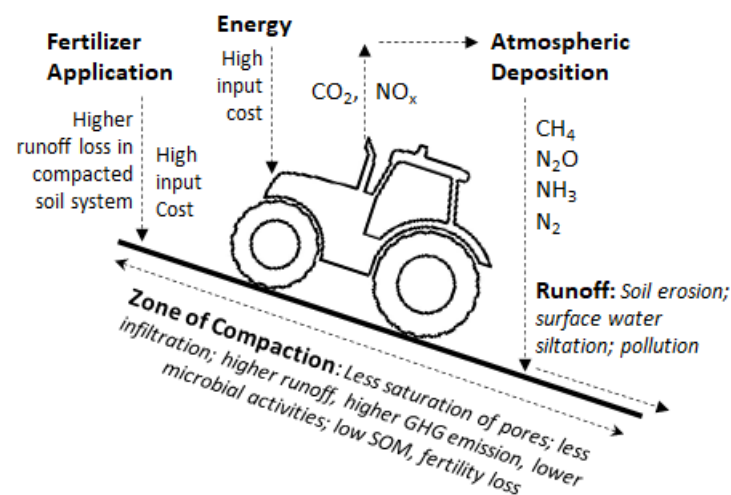 Fertilizer
Application
Higher
runoff loss in
compacted
soil system
High
input
Cost
Energy
High
input
cost
CO₂, NOₓ
Atmospheric
Deposition
CH₄
N₂O
NH₃
N₂
Runoff: Soil erosion;
surface water
siltation; pollution
Zone of Compaction: Less saturation of pores; less
infiltration; higher runoff, higher GHG emission, lower
microbial activities; low SOM, fertility loss